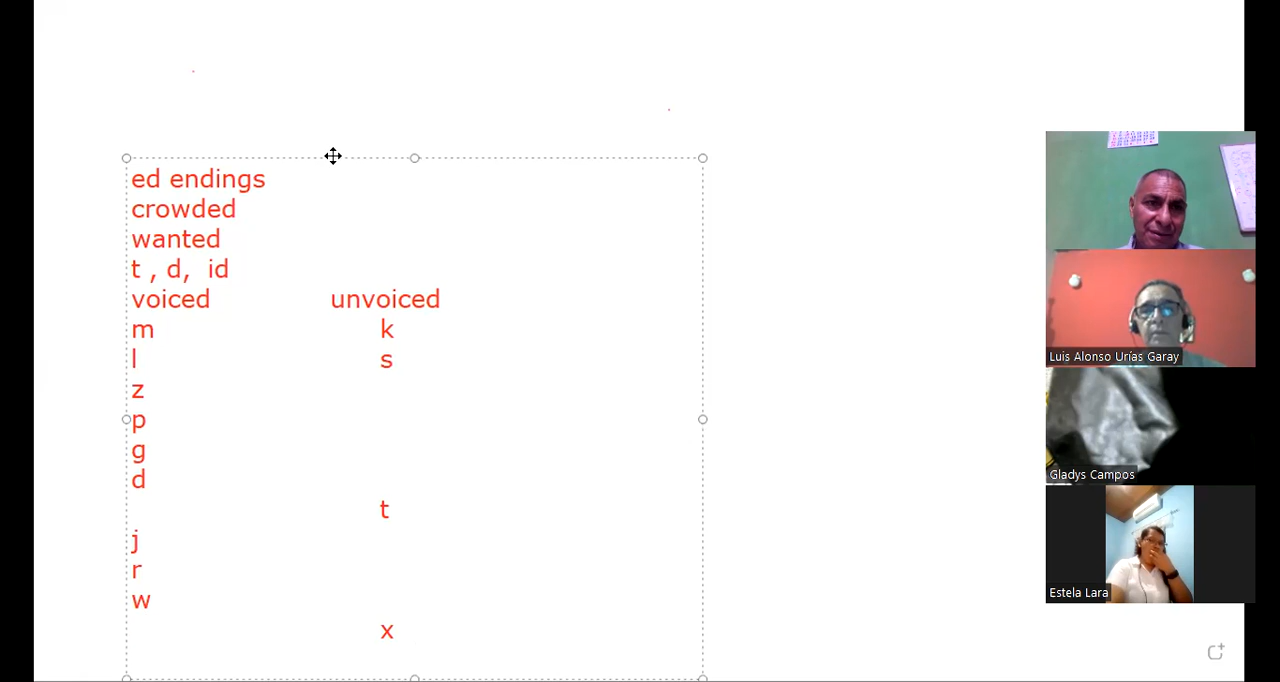 ed endings
crowded
wanted
t , d,  id
voiced unvoiced
m k
l s
z
p
g
d
t
j
r
w
x
Luis Alonso Urías Garay
Gladys Campos
Estela Lara